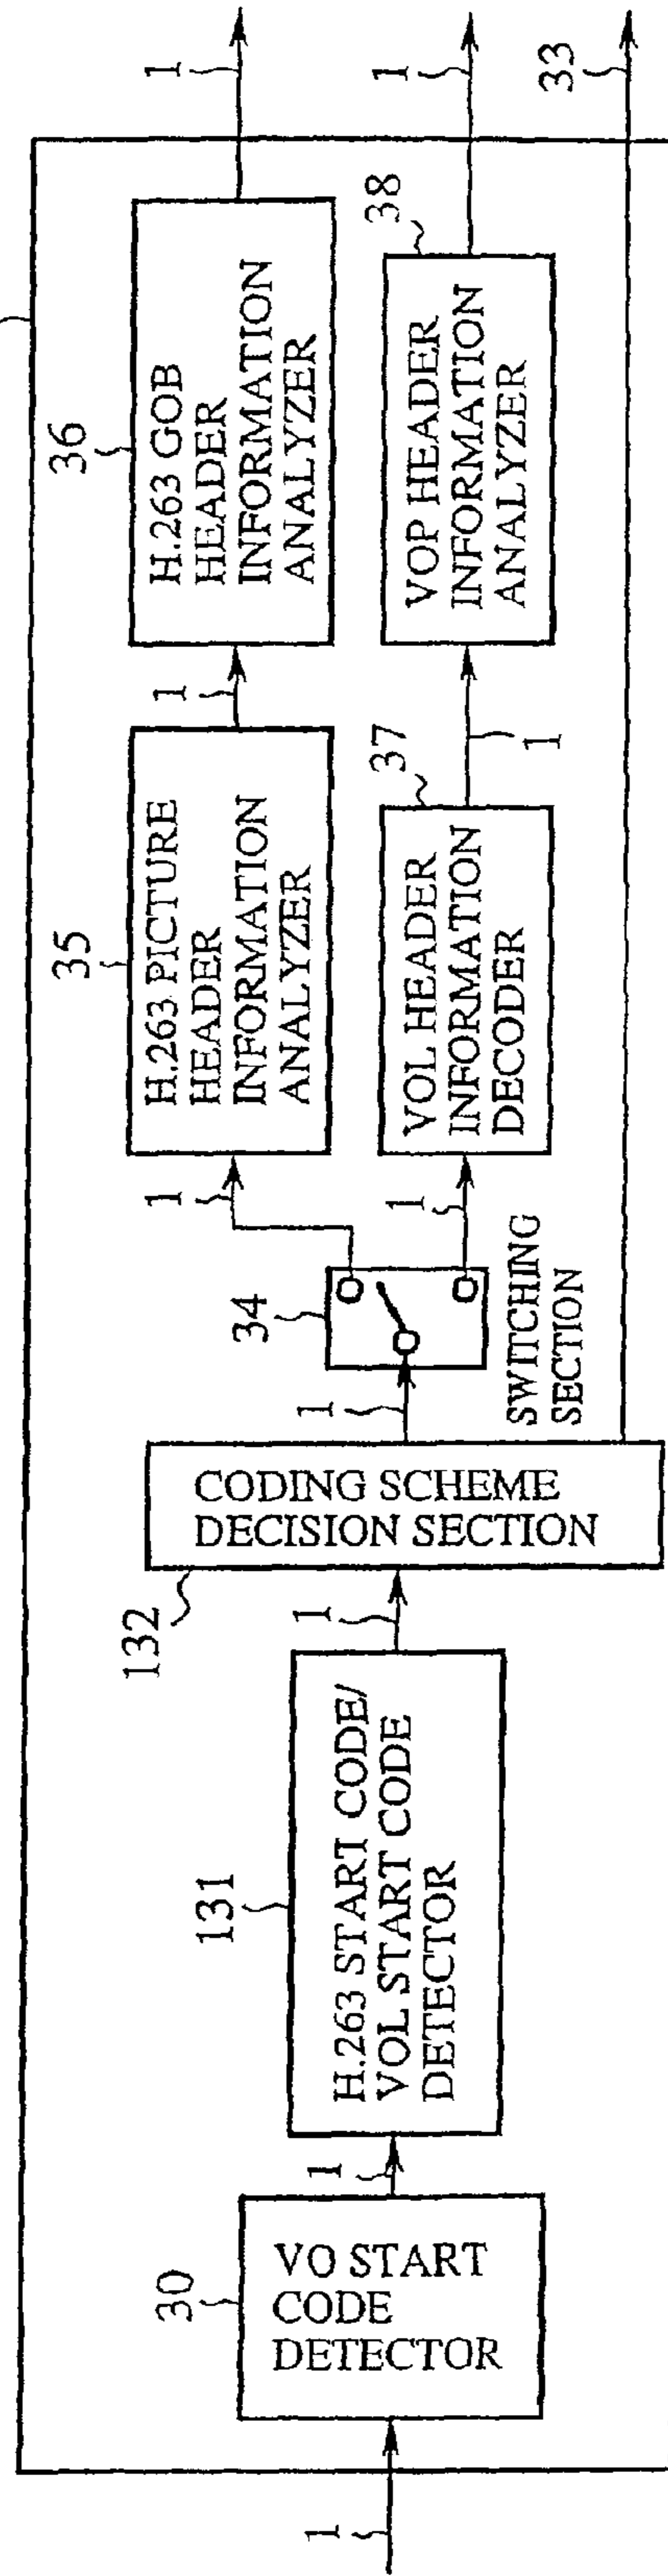 1
30
VO START
CODE
DETECTOR
1
131
H.263 START CODE/
VOL START CODE
DETECTOR
1
132
CODING SCHEME
DECISION SECTION
1
34
SWITCHING
SECTION
1
35
H.263 PICTURE
HEADER
INFORMATION
ANALYZER
1
36
H.263 GOB
HEADER
INFORMATION
ANALYZER
1
1
37
VOL HEADER
INFORMATION
DECODER
1
38
VOP HEADER
INFORMATION
ANALYZER
1
33